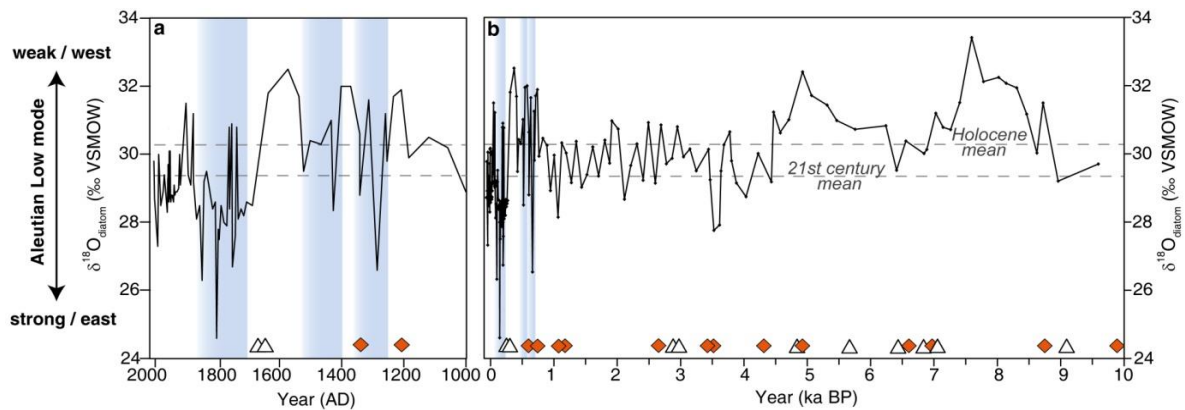 34
a
b
34
weak / west
32
32
Aleutian Low mode
δ18Odiatom (‰ VSMOW)
δ18Odiatom (‰ VSMOW)
30
30
Holocene
mean
21st century
mean
28
28
26
26
strong / east
24
24
2000 1800 1600 1400 1200 1000
0 1 2 3 4 5 6 7 8 9 10
Year (AD)
Year (ka BP)